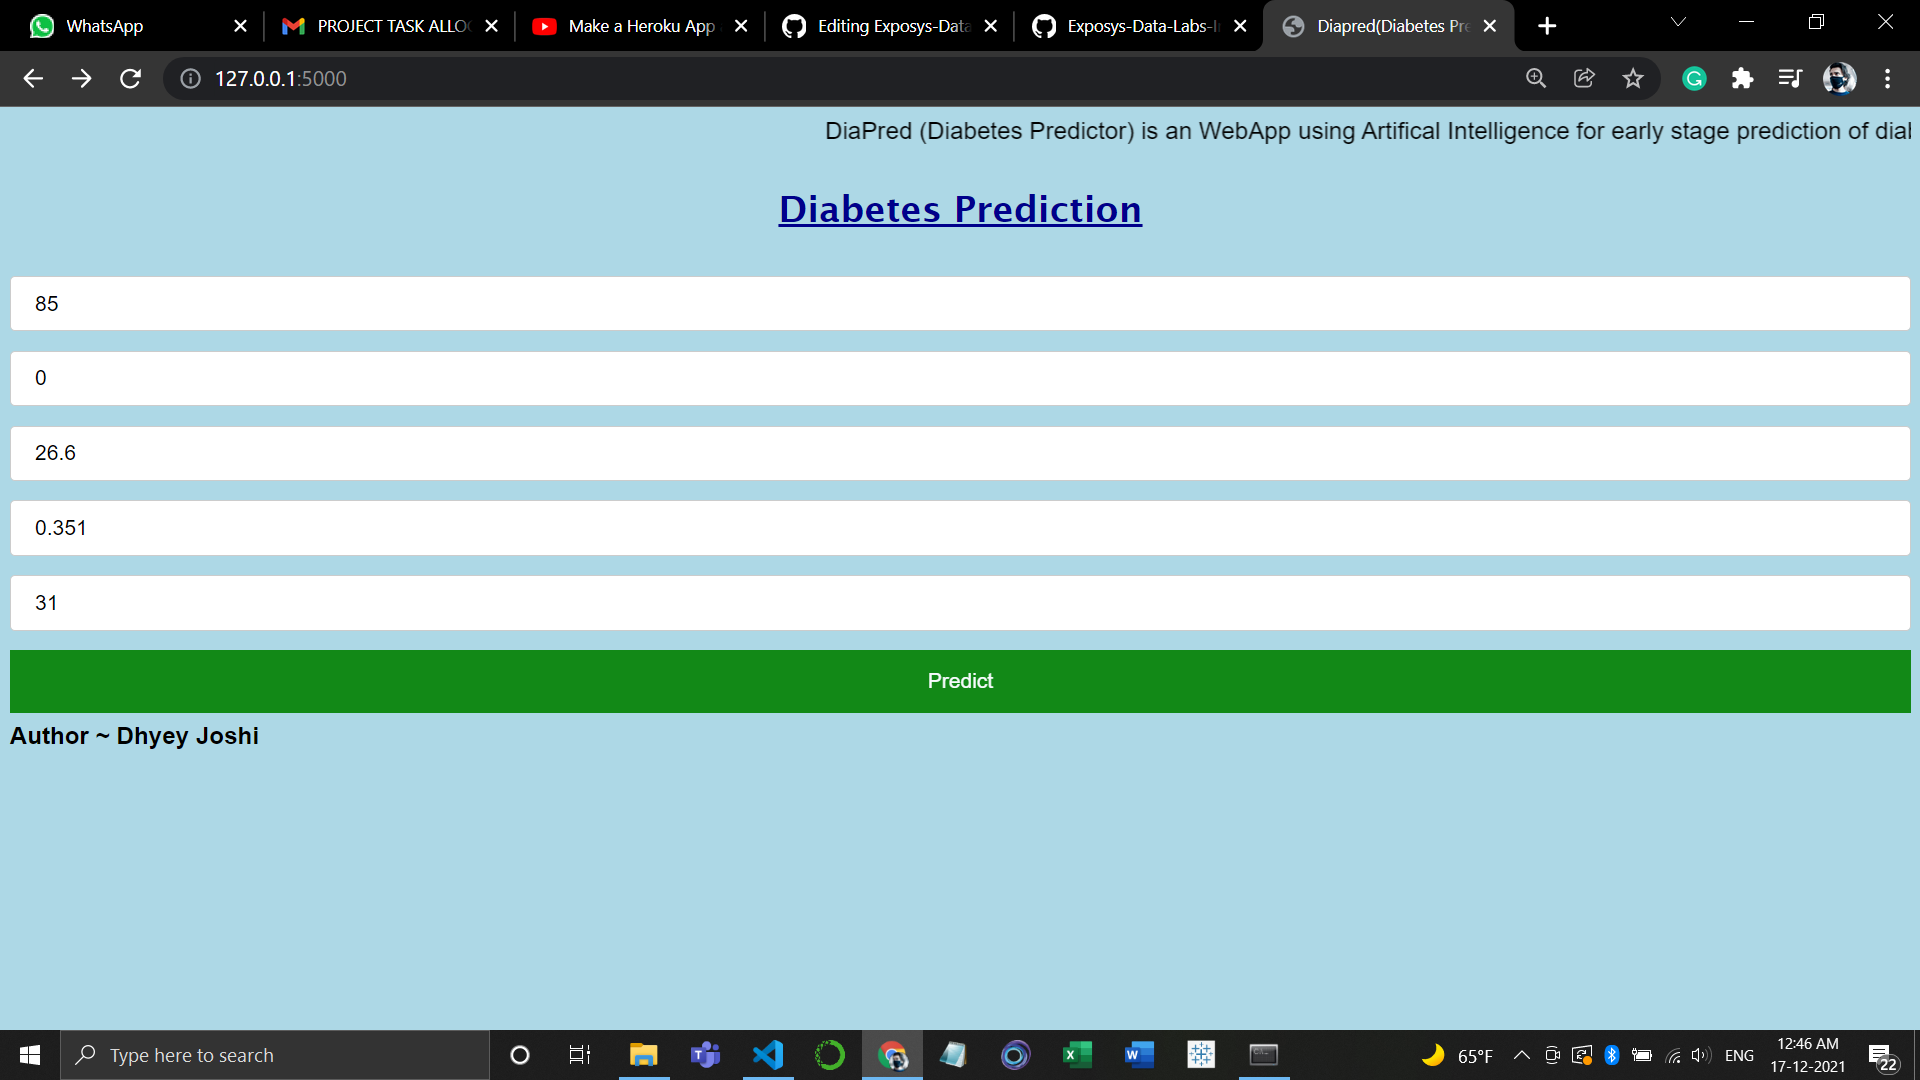 WhatsApp
PROJECT TASK ALLO
Make a Heroku App
Editing Exposys-Data
Exposys-Data-Labs-I
Diapred(Diabetes Pre
127.0.0.1:5000
DiaPred (Diabetes Predictor) is an WebApp using Artifical Intelligence for early stage prediction of dia
Diabetes Prediction
85
0
26.6
0.351
31
Predict
Author ~ Dhyey Joshi
Type here to search
65°F
ENG
12:46 AM
17-12-2021
22